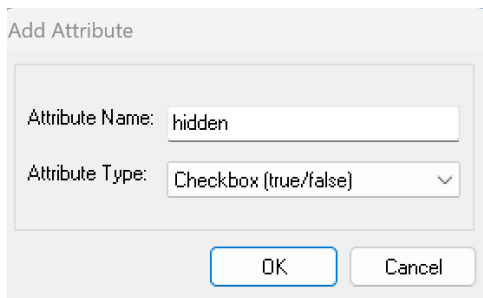 Add Attribute
Attribute Name: hidden
Attribute Type: Checkbox (true/false)
OK Cancel